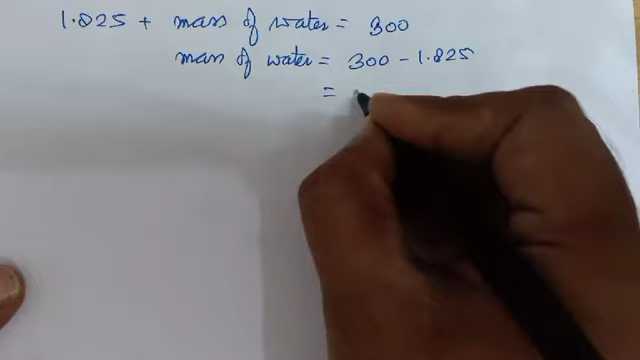 1.825 + mass of water = 300
mass of water = 300 - 1.825
=